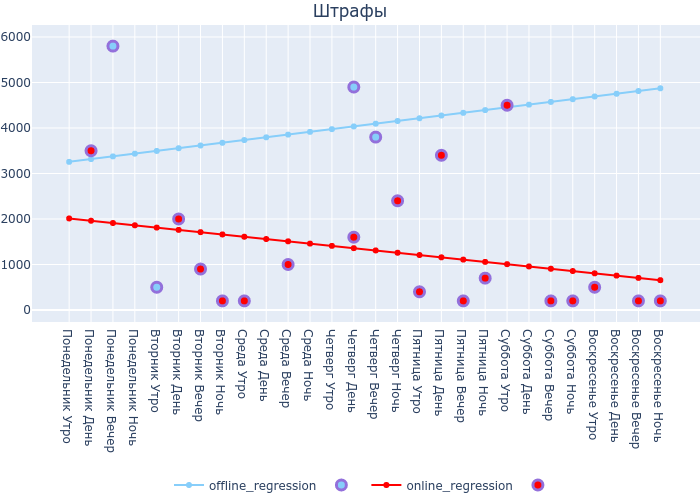 Штрафы
6000
5000
4000
3000
2000
1000
0
Понедельник Утро
Понедельник День
Понедельник Вечер
Понедельник Ночь
Вторник Утро
Вторник День
Вторник Вечер
Вторник Ночь
Среда Утро
Среда День
Среда Вечер
Среда Ночь
Четверг Утро
Четверг День
Четверг Вечер
Четверг Ночь
Пятница Утро
Пятница День
Пятница Вечер
Пятница Ночь
Суббота Утро
Суббота День
Суббота Вечер
Суббота Ночь
Воскресенье Утро
Воскресенье День
Воскресенье Вечер
Воскресенье Ночь
offline_regression
online_regression